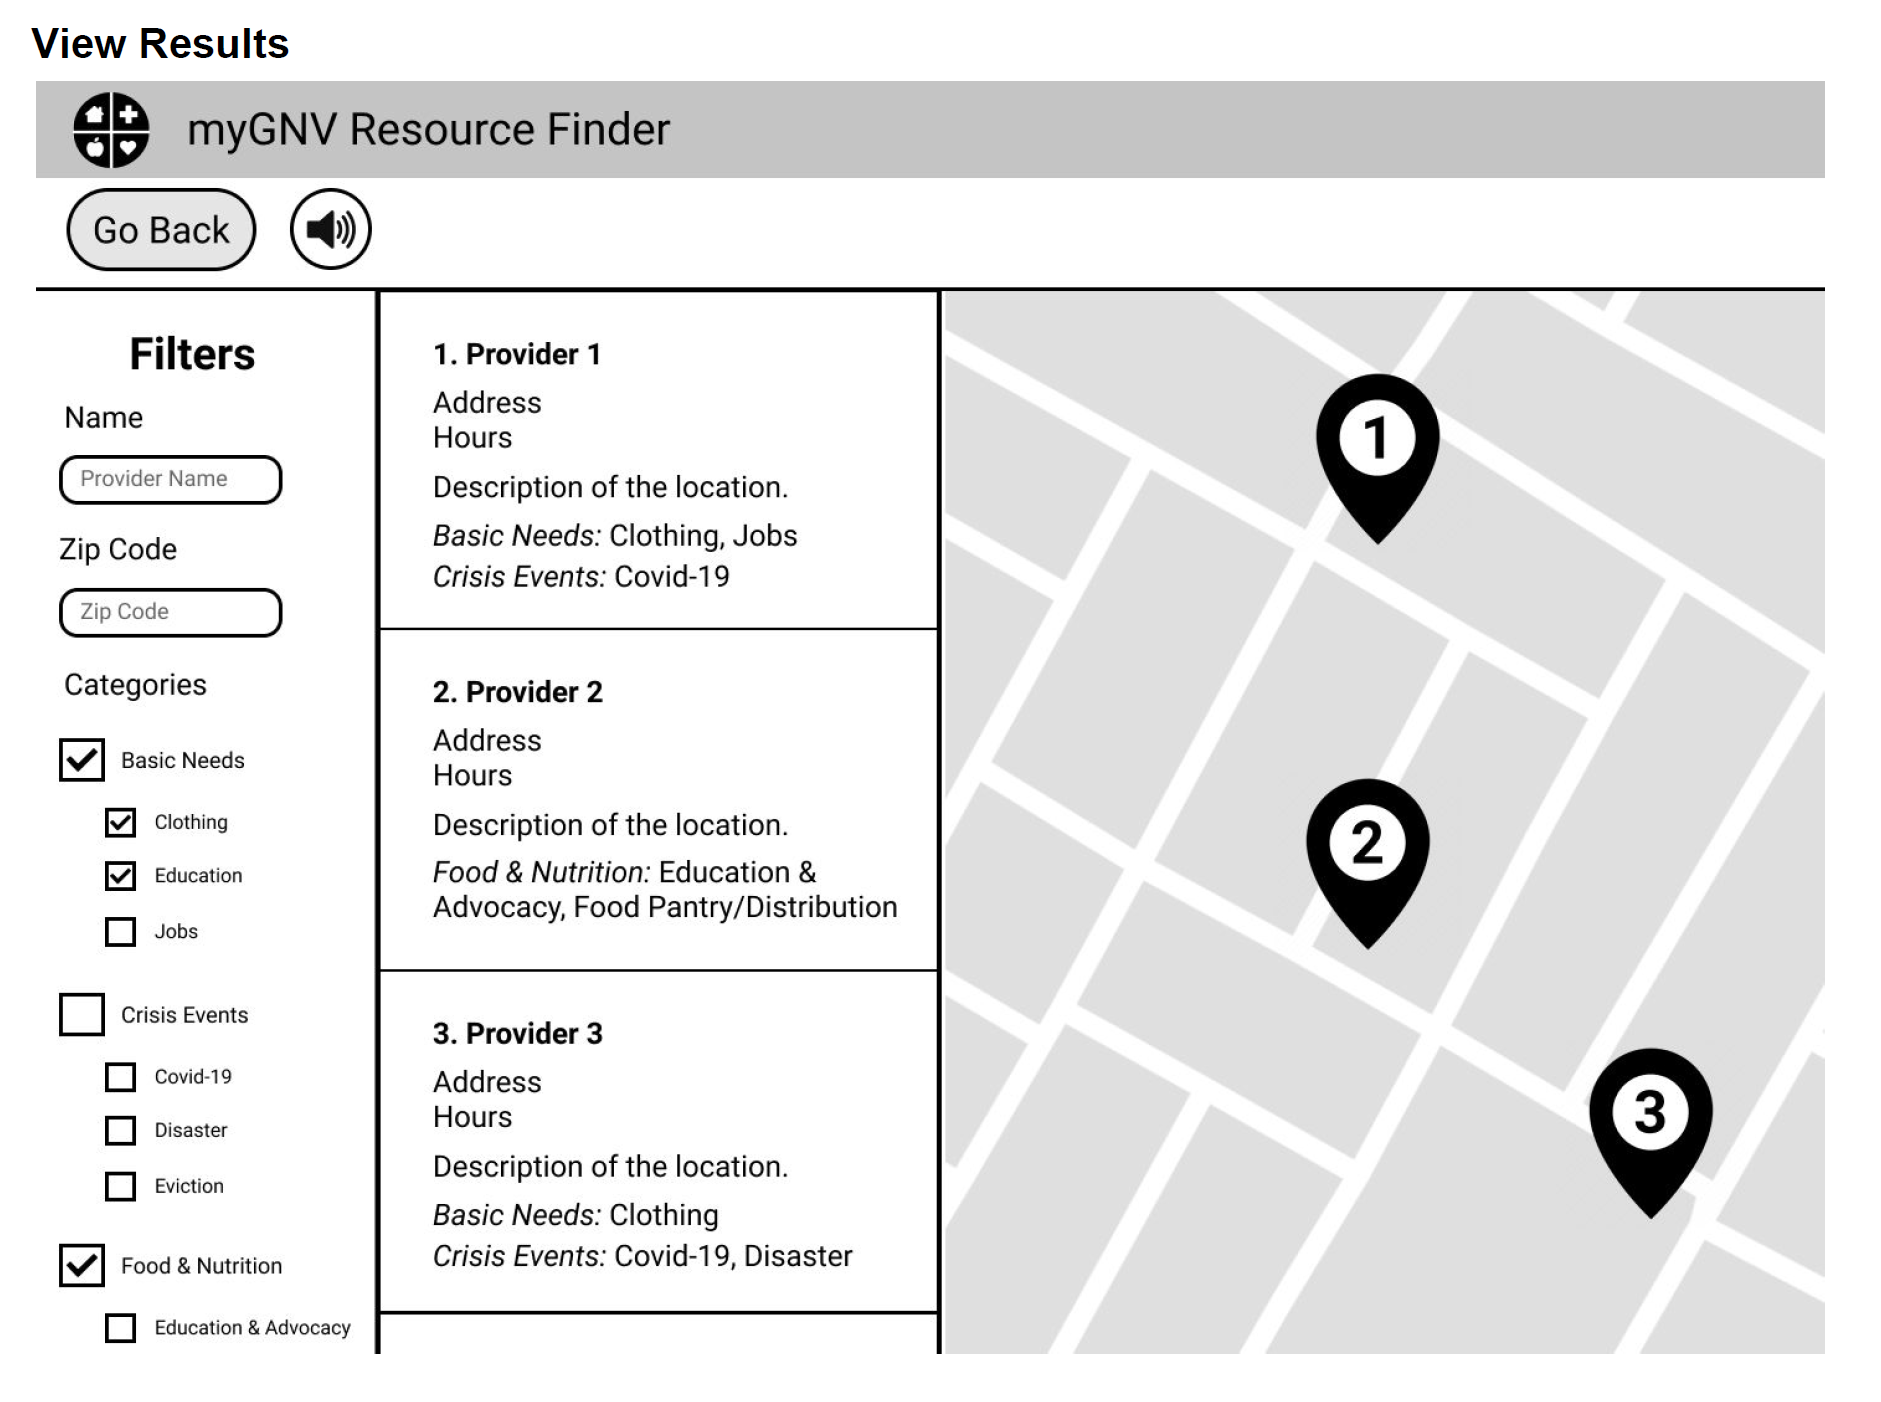 View Results
myGNV Resource Finder
Go Back
Filters
Name
Provider Name
Zip Code
Zip Code
Categories
Basic Needs
Clothing
Education
Jobs
Crisis Events
Covid-19
Disaster
Eviction
Food & Nutrition
Education & Advocacy
1. Provider 1
Address
Hours
Description of the location.
Basic Needs: Clothing, Jobs
Crisis Events: Covid-19
2. Provider 2
Address
Hours
Description of the location.
Food & Nutrition: Education &
Advocacy, Food Pantry/Distribution
3. Provider 3
Address
Hours
Description of the location.
Basic Needs: Clothing
Crisis Events: Covid-19, Disaster
1
2
3